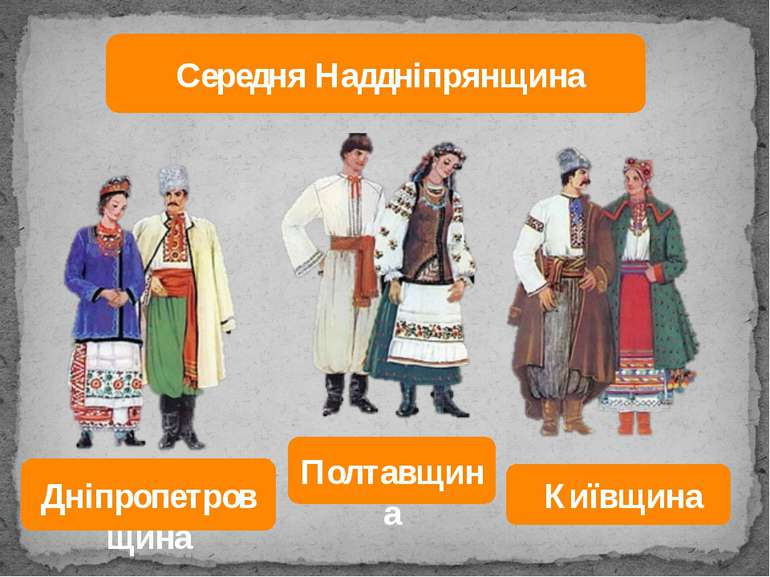 Середня Наддніпрянщина
Дніпропетров
щина
Полтавщин
а
Київщина